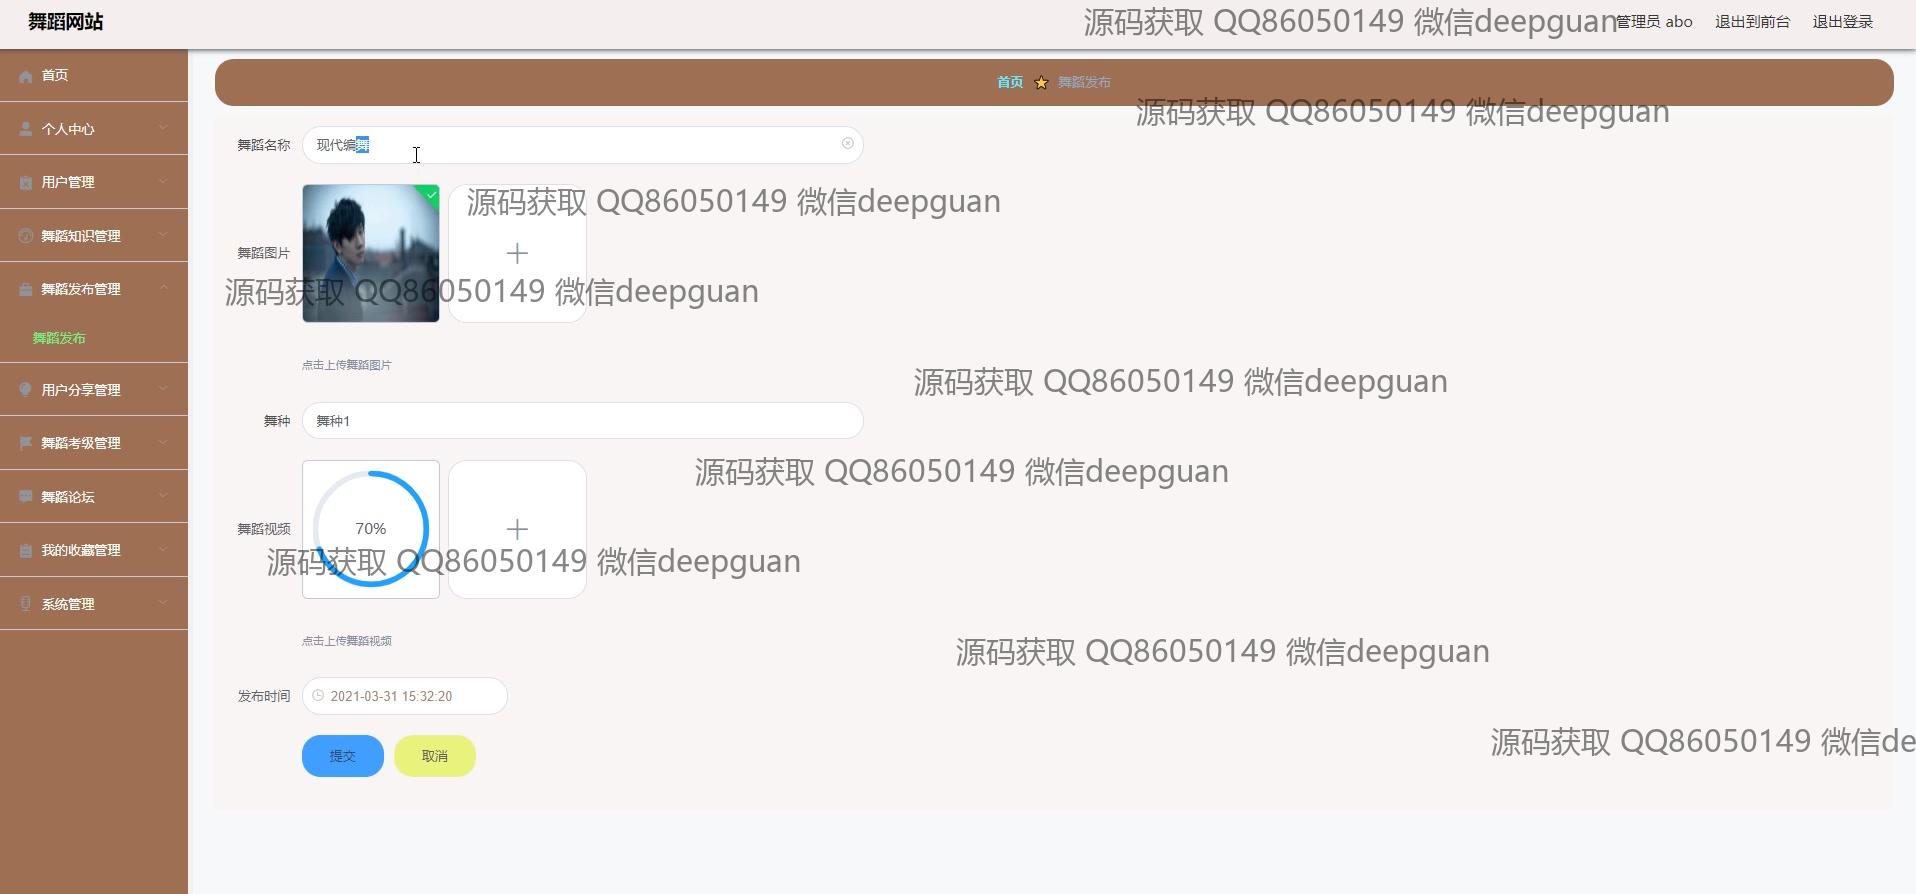 舞蹈网站
源码获取 QQ86050149 微信deepguan
管理员 abo
退出到前台
退出登录
首页
个人中心
用户管理
舞蹈知识管理
舞蹈发布管理
舞蹈发布
用户分享管理
舞蹈考级管理
舞蹈论坛
我的收藏管理
系统管理
首页
舞蹈发布
源码获取 QQ86050149 微信deepguan
舞蹈名称
现代编舞
源码获取 QQ86050149 微信deepguan
舞蹈图片
源码获取 QQ86050149 微信deepguan
点击上传舞蹈图片
源码获取 QQ86050149 微信deepguan
舞种
舞种1
源码获取 QQ86050149 微信deepguan
舞蹈视频
70%
源码获取 QQ86050149 微信deepguan
点击上传舞蹈视频
源码获取 QQ86050149 微信deepguan
发布时间
2021-03-31 15:32:20
源码获取 QQ86050149 微信de
提交
取消